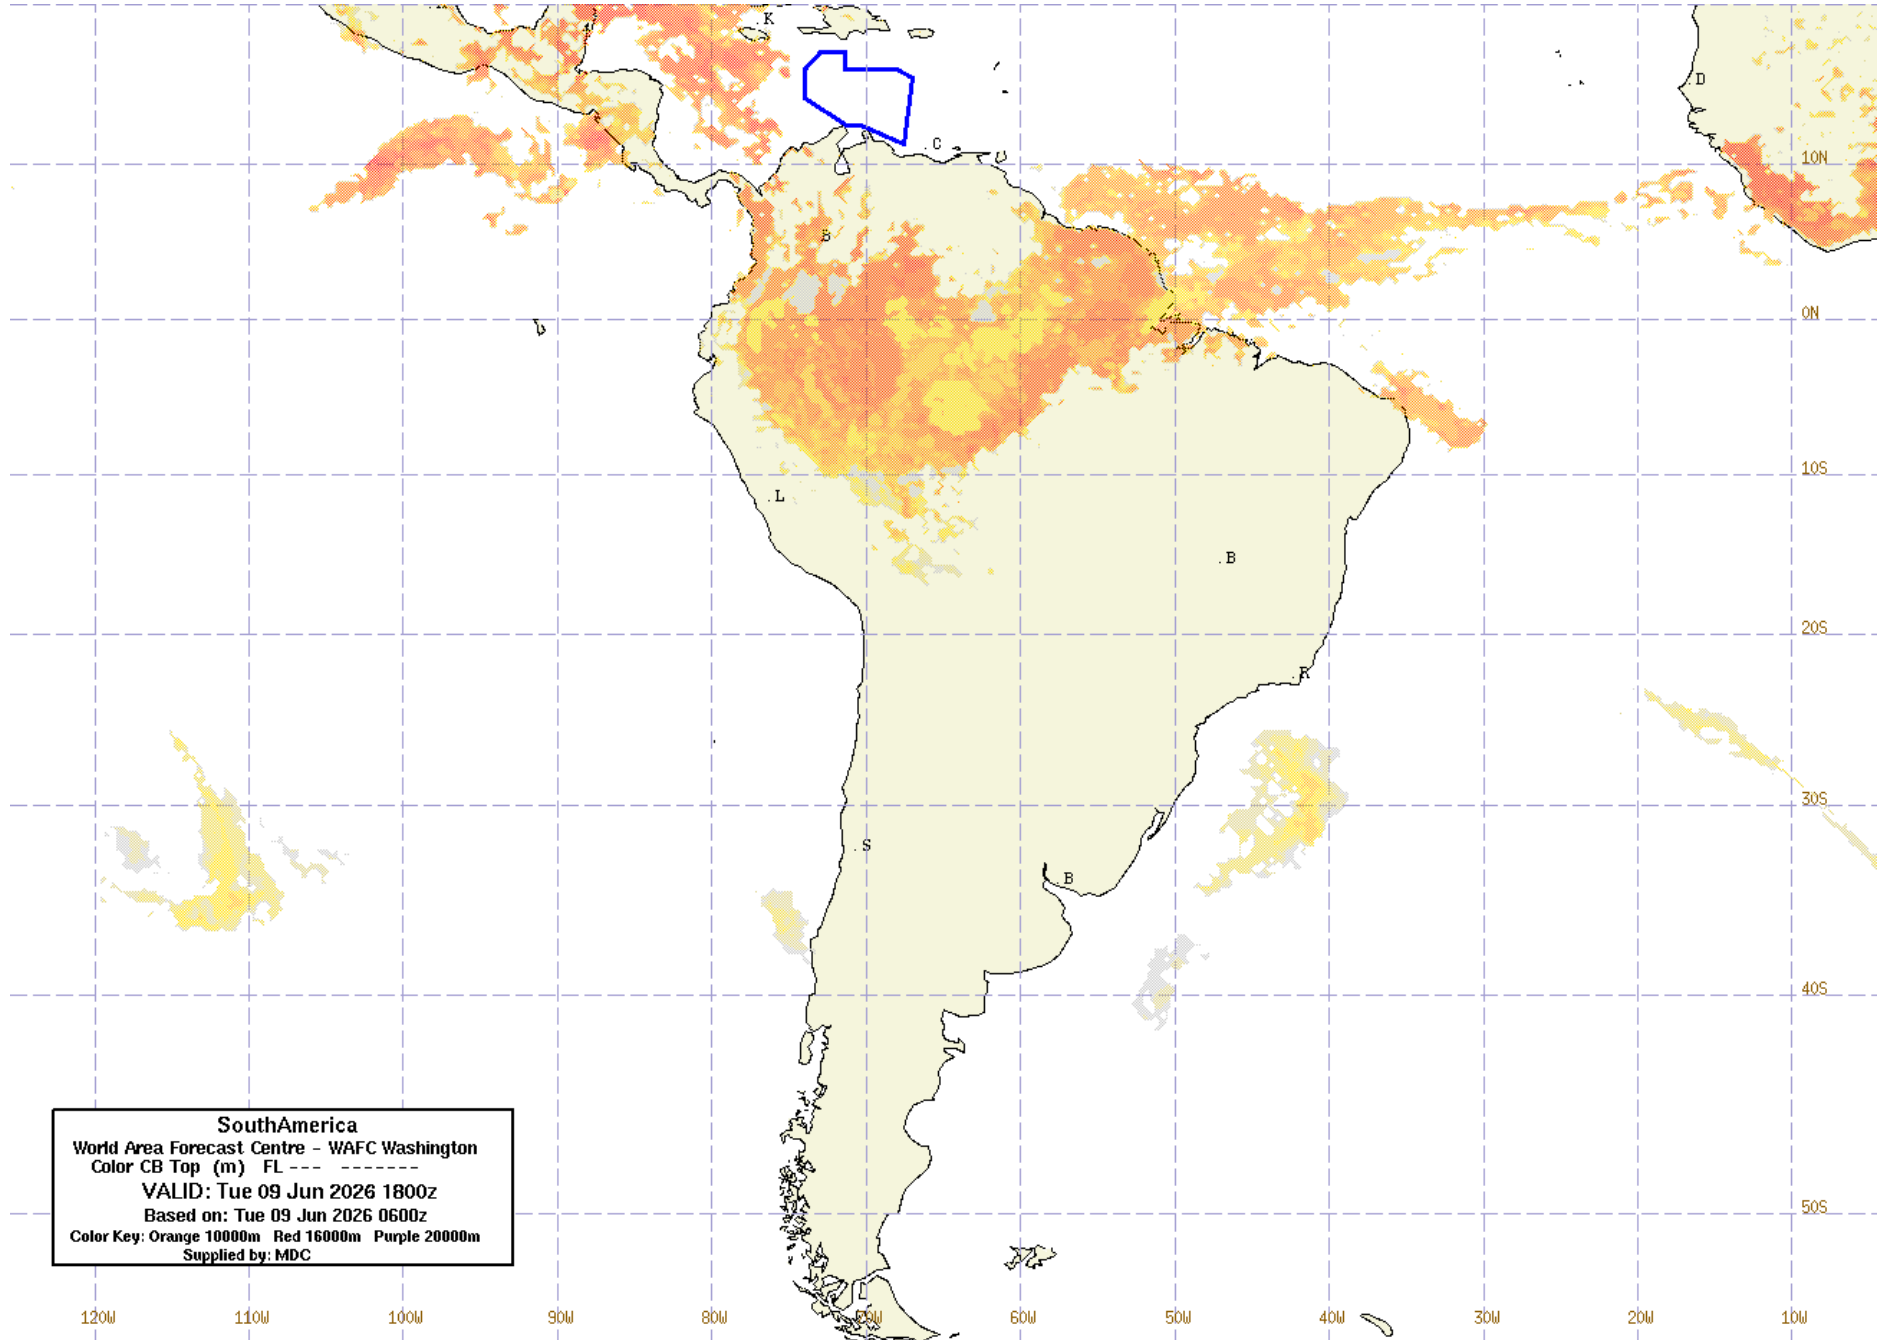 K
D
C
10N
B
0N
10S
L
B
20S
R
30S
S
B
40S
SouthAmerica
World Area Forecast Centre - WAFC Washington
Color CB Top (m) FL --- -------
VALID: Tue 09 Jun 2026 1800z
Based on: Tue 09 Jun 2026 0600z
Color Key: Orange 10000m Red 16000m Purple 20000m
Supplied by: MDC
50S
120W 110W 100W 90W 80W 70W 60W 50W 40W 30W 20W 10W